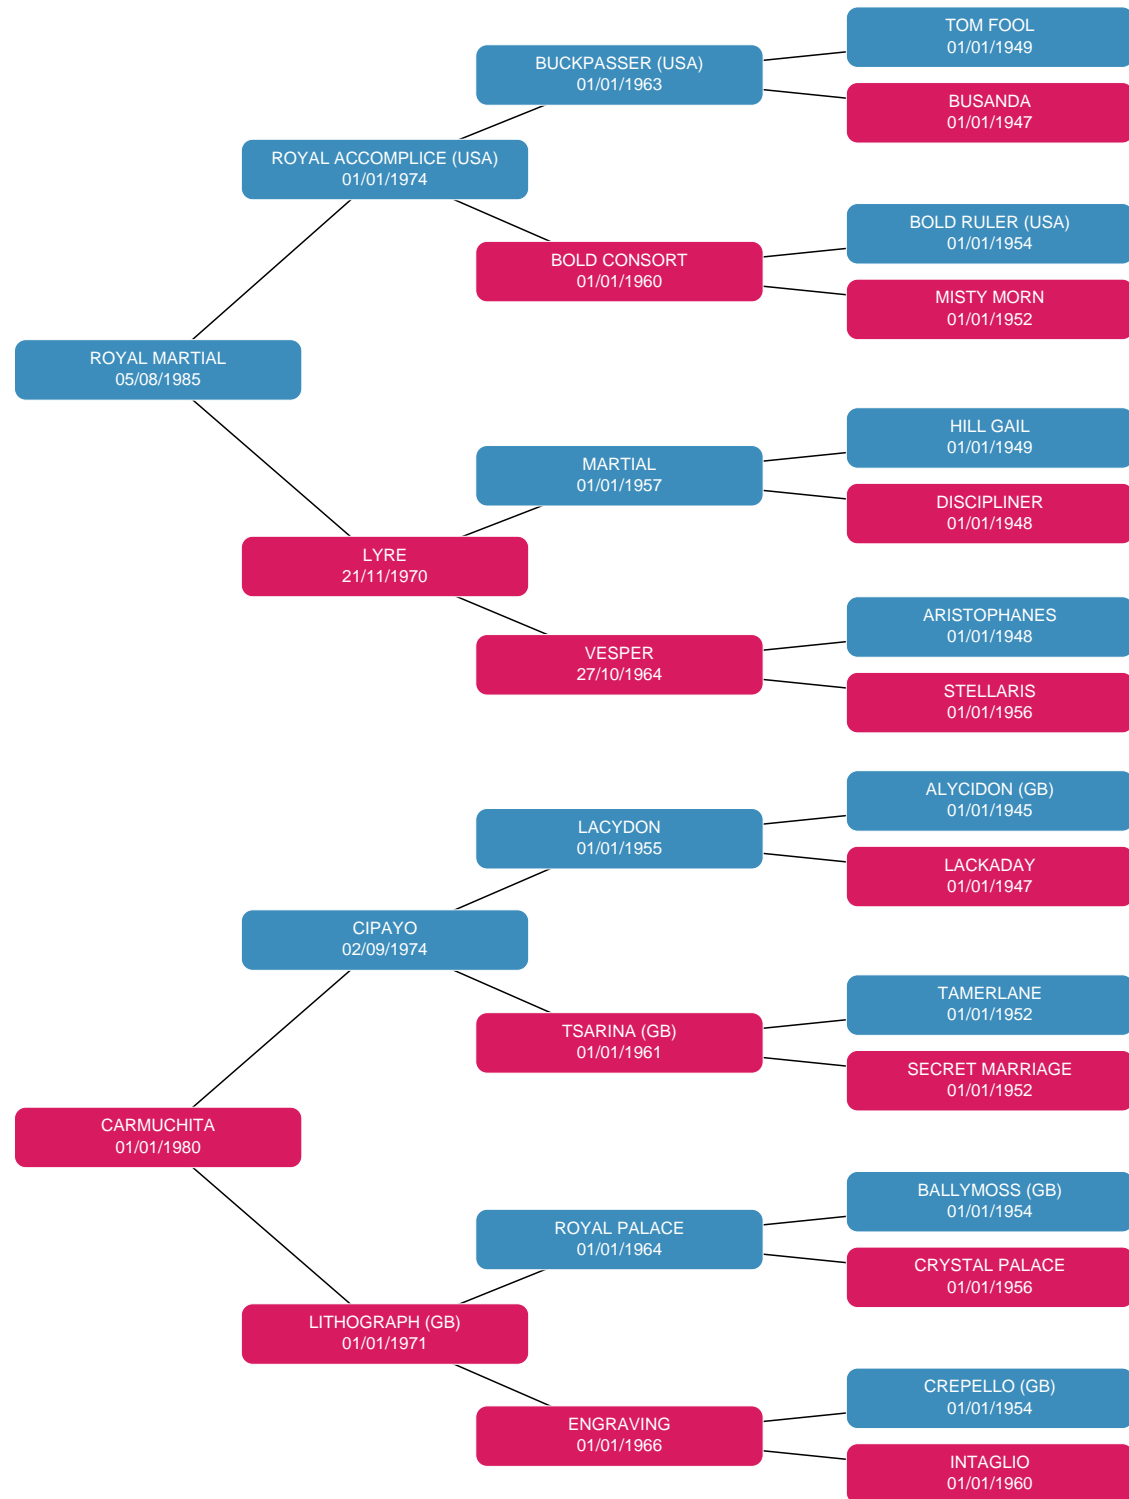 TOM FOOL
01/01/1949
BUCKPASSER (USA)
01/01/1963
BUSANDA
01/01/1947
ROYAL ACCOMPLICE (USA)
01/01/1974
BOLD RULER (USA)
01/01/1954
BOLD CONSORT
01/01/1960
MISTY MORN
01/01/1952
ROYAL MARTIAL
05/08/1985
HILL GAIL
01/01/1949
MARTIAL
01/01/1957
DISCIPLINER
01/01/1948
LYRE
21/11/1970
ARISTOPHANES
01/01/1948
VESPER
27/10/1964
STELLARIS
01/01/1956
ALYCIDON (GB)
01/01/1945
LACYDON
01/01/1955
LACKADAY
01/01/1947
CIPAYO
02/09/1974
TAMERLANE
01/01/1952
TSARINA (GB)
01/01/1961
SECRET MARRIAGE
01/01/1952
CARMUCHITA
01/01/1980
BALLYMOSS (GB)
01/01/1954
ROYAL PALACE
01/01/1964
CRYSTAL PALACE
01/01/1956
LITHOGRAPH (GB)
01/01/1971
CREPELLO (GB)
01/01/1954
ENGRAVING
01/01/1966
INTAGLIO
01/01/1960